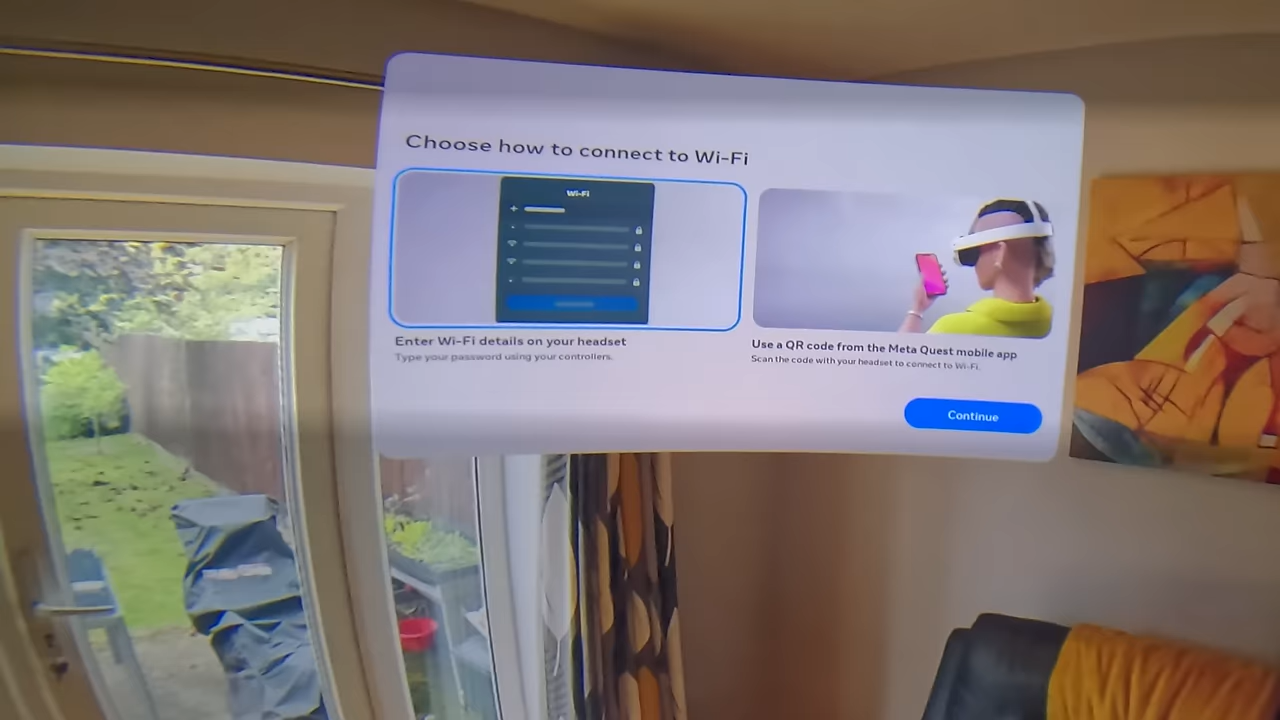 Choose how to connect to Wi-Fi
Wi-Fi
Enter Wi-Fi details on your headset
Type your password using your controllers.
Use a QR code from the Meta Quest mobile app
Scan the code with your headset to connect to Wi-Fi.
Continue